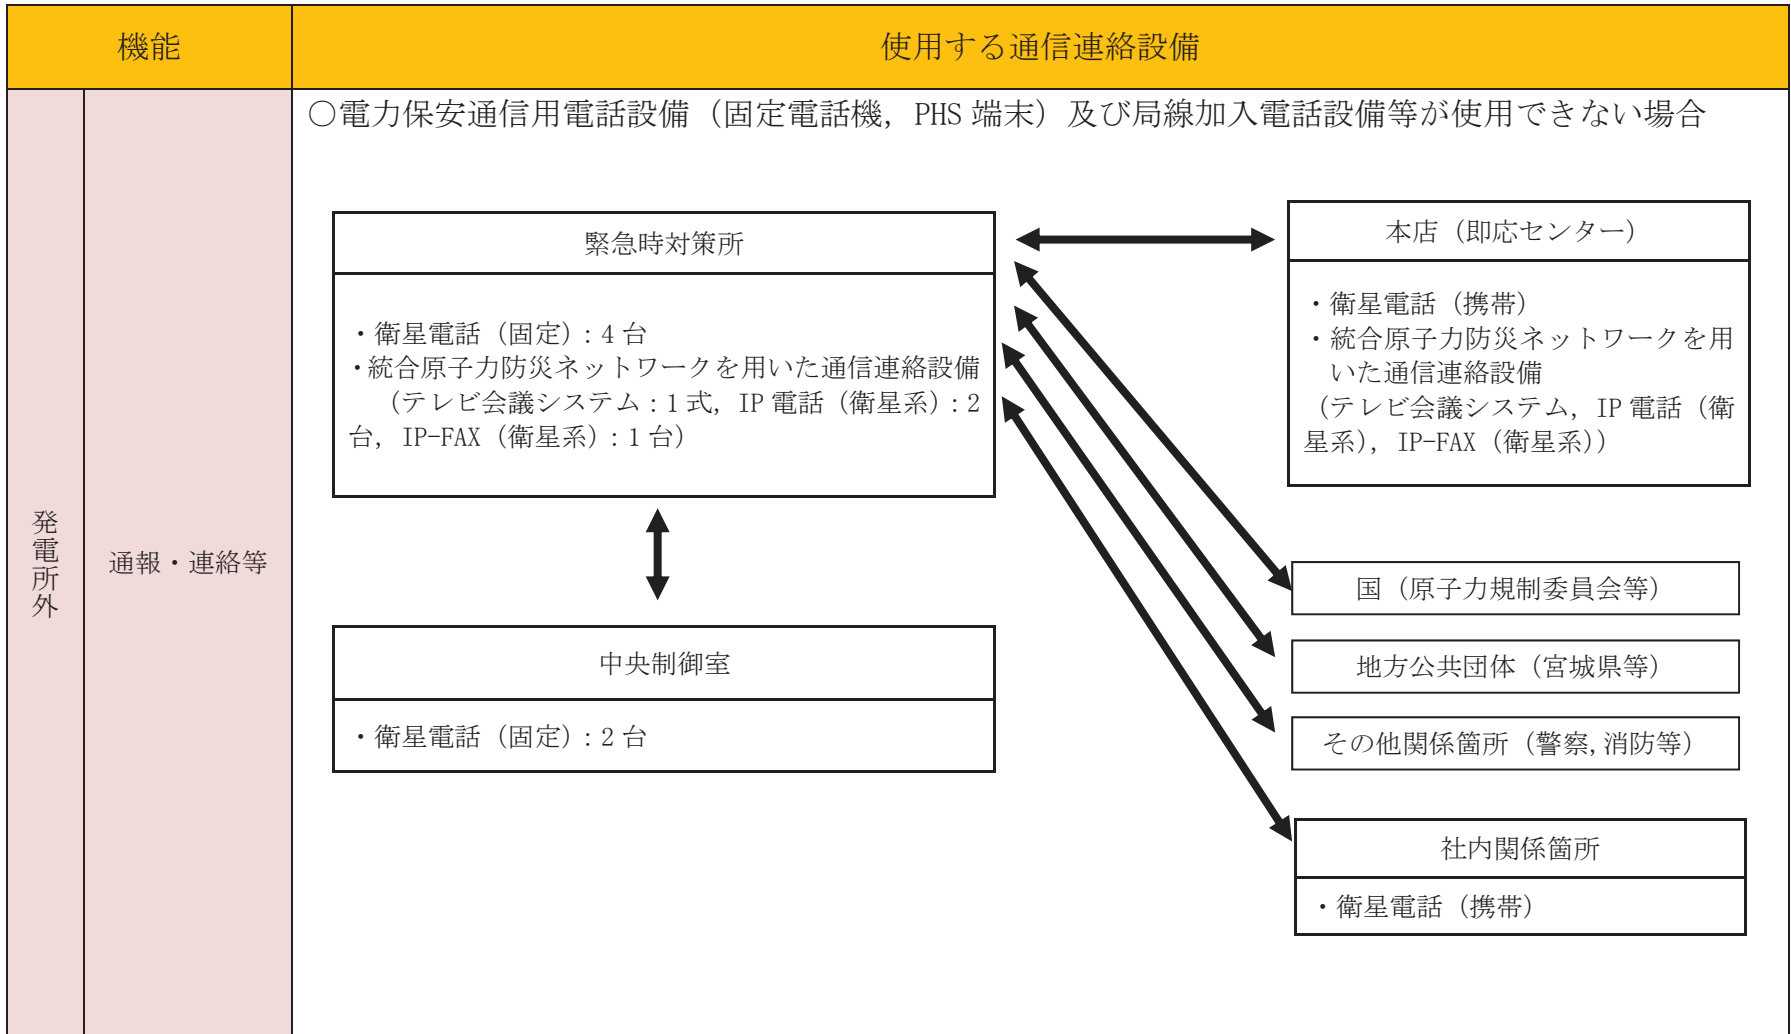 機能
使用する通信連絡設備
発電所外
通報・連絡等
○電力保安通信用電話設備（固定電話機，PHS 端末）及び局線加入電話設備等が使用できない場合
緊急時対策所
・衛星電話（固定）：4 台
・統合原子力防災ネットワークを用いた通信連絡設備
（テレビ会議システム：1 式，IP 電話（衛星系）：2
台，IP-FAX（衛星系）：1 台）
中央制御室
・衛星電話（固定）：2 台
本店（即応センター）
・衛星電話（携帯）
・統合原子力防災ネットワークを用
いた通信連絡設備
（テレビ会議システム，IP 電話（衛
星系），IP-FAX（衛星系））
国（原子力規制委員会等）
地方公共団体（宮城県等）
その他関係箇所（警察,消防等）
社内関係箇所
・衛星電話（携帯）